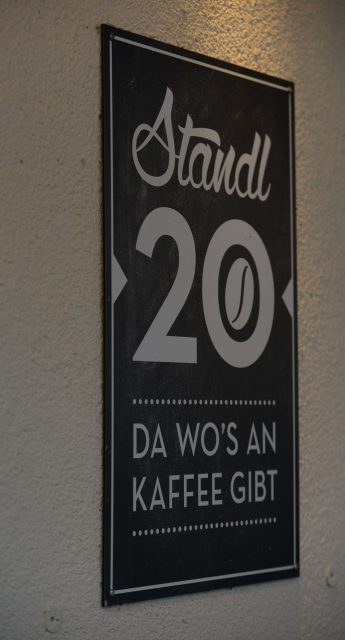 Standl
20
DA WO'S AN
KAFFEE GIBT